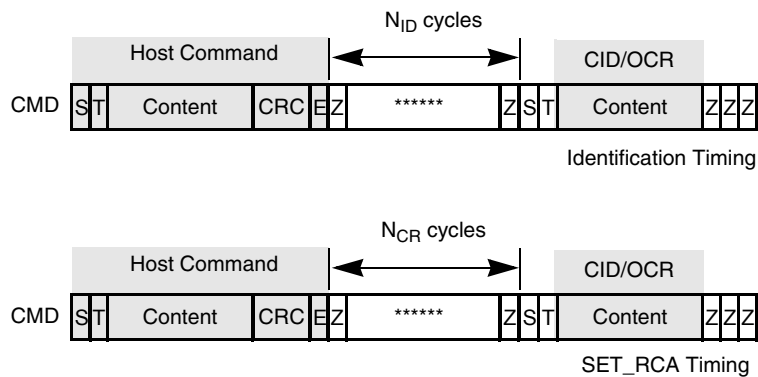 N_ID cycles
Host Command CID/OCR
CMD S T Content CRC E Z ****** Z S T Content Z Z Z
Identification Timing
N_CR cycles
Host Command CID/OCR
CMD S T Content CRC E Z ****** Z S T Content Z Z Z
SET_RCA Timing